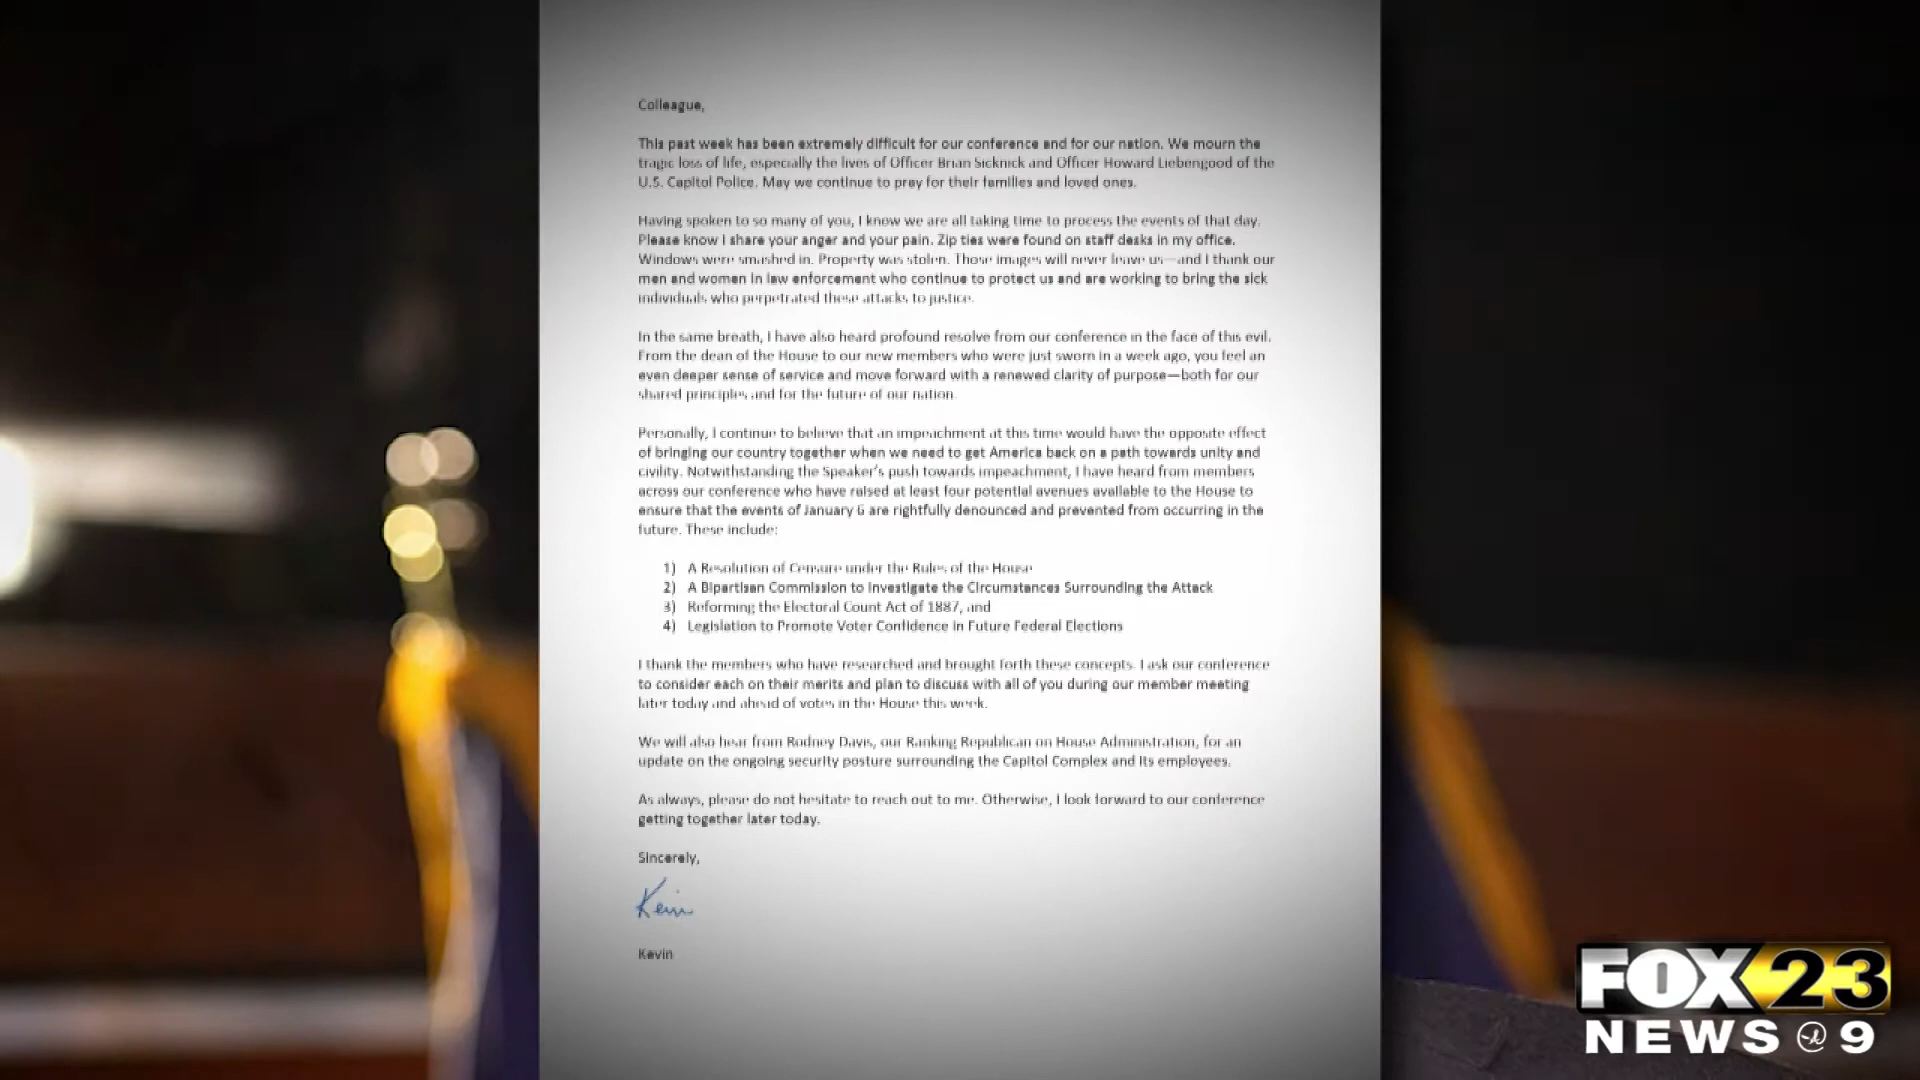 Colleague,
This past week has been extremely difficult for our conference and for our nation. We mourn the
tragic loss of life, especially the lives of Officer Brian Sicknick and Officer Howard Liebengood of the
U.S. Capitol Police. May we continue to pray for their families and loved ones.
Having spoken to so many of you, I know we are all taking time to process the events of that day.
Please know I share your anger and your pain. Zip ties were found on staff desks in my office.
Windows were smashed in. Property was stolen. Those images will never leave us—and I thank our
men and women in law enforcement who continue to protect us and are working to bring the sick
individuals who perpetrated these attacks to justice.
In the same breath, I have also heard profound resolve from our conference in the face of this evil.
From the dean of the House to our new members who were just sworn in a week ago, you feel an
even deeper sense of service and move forward with a renewed clarity of purpose—both for our
shared principles and for the future of our nation.
Personally, I continue to believe that an impeachment at this time would have the opposite effect
of bringing our country together when we need to get America back on a path towards unity and
civility. Notwithstanding the Speaker's push towards impeachment, I have heard from members
across our conference who have raised at least four potential avenues available to the House to
ensure that the events of January 6 are rightfully denounced and prevented from occurring in the
future. These include:
1) A Resolution of Censure under the Rules of the House
2) A Bipartisan Commission to Investigate the Circumstances Surrounding the Attack
3) Reforming the Electoral Count Act of 1887, and
4) Legislation to Promote Voter Confidence in Future Federal Elections
I thank the members who have researched and brought forth these concepts. I ask our conference
to consider each on their merits and plan to discuss with all of you during our member meeting
later today and ahead of votes in the House this week.
We will also hear from Rodney Davis, our Ranking Republican on House Administration, for an
update on the ongoing security posture surrounding the Capitol Complex and its employees.
As always, please do not hesitate to reach out to me. Otherwise, I look forward to our conference
getting together later today.
Sincerely,
Kevin
Kevin
FOX 23
NEWS @ 9